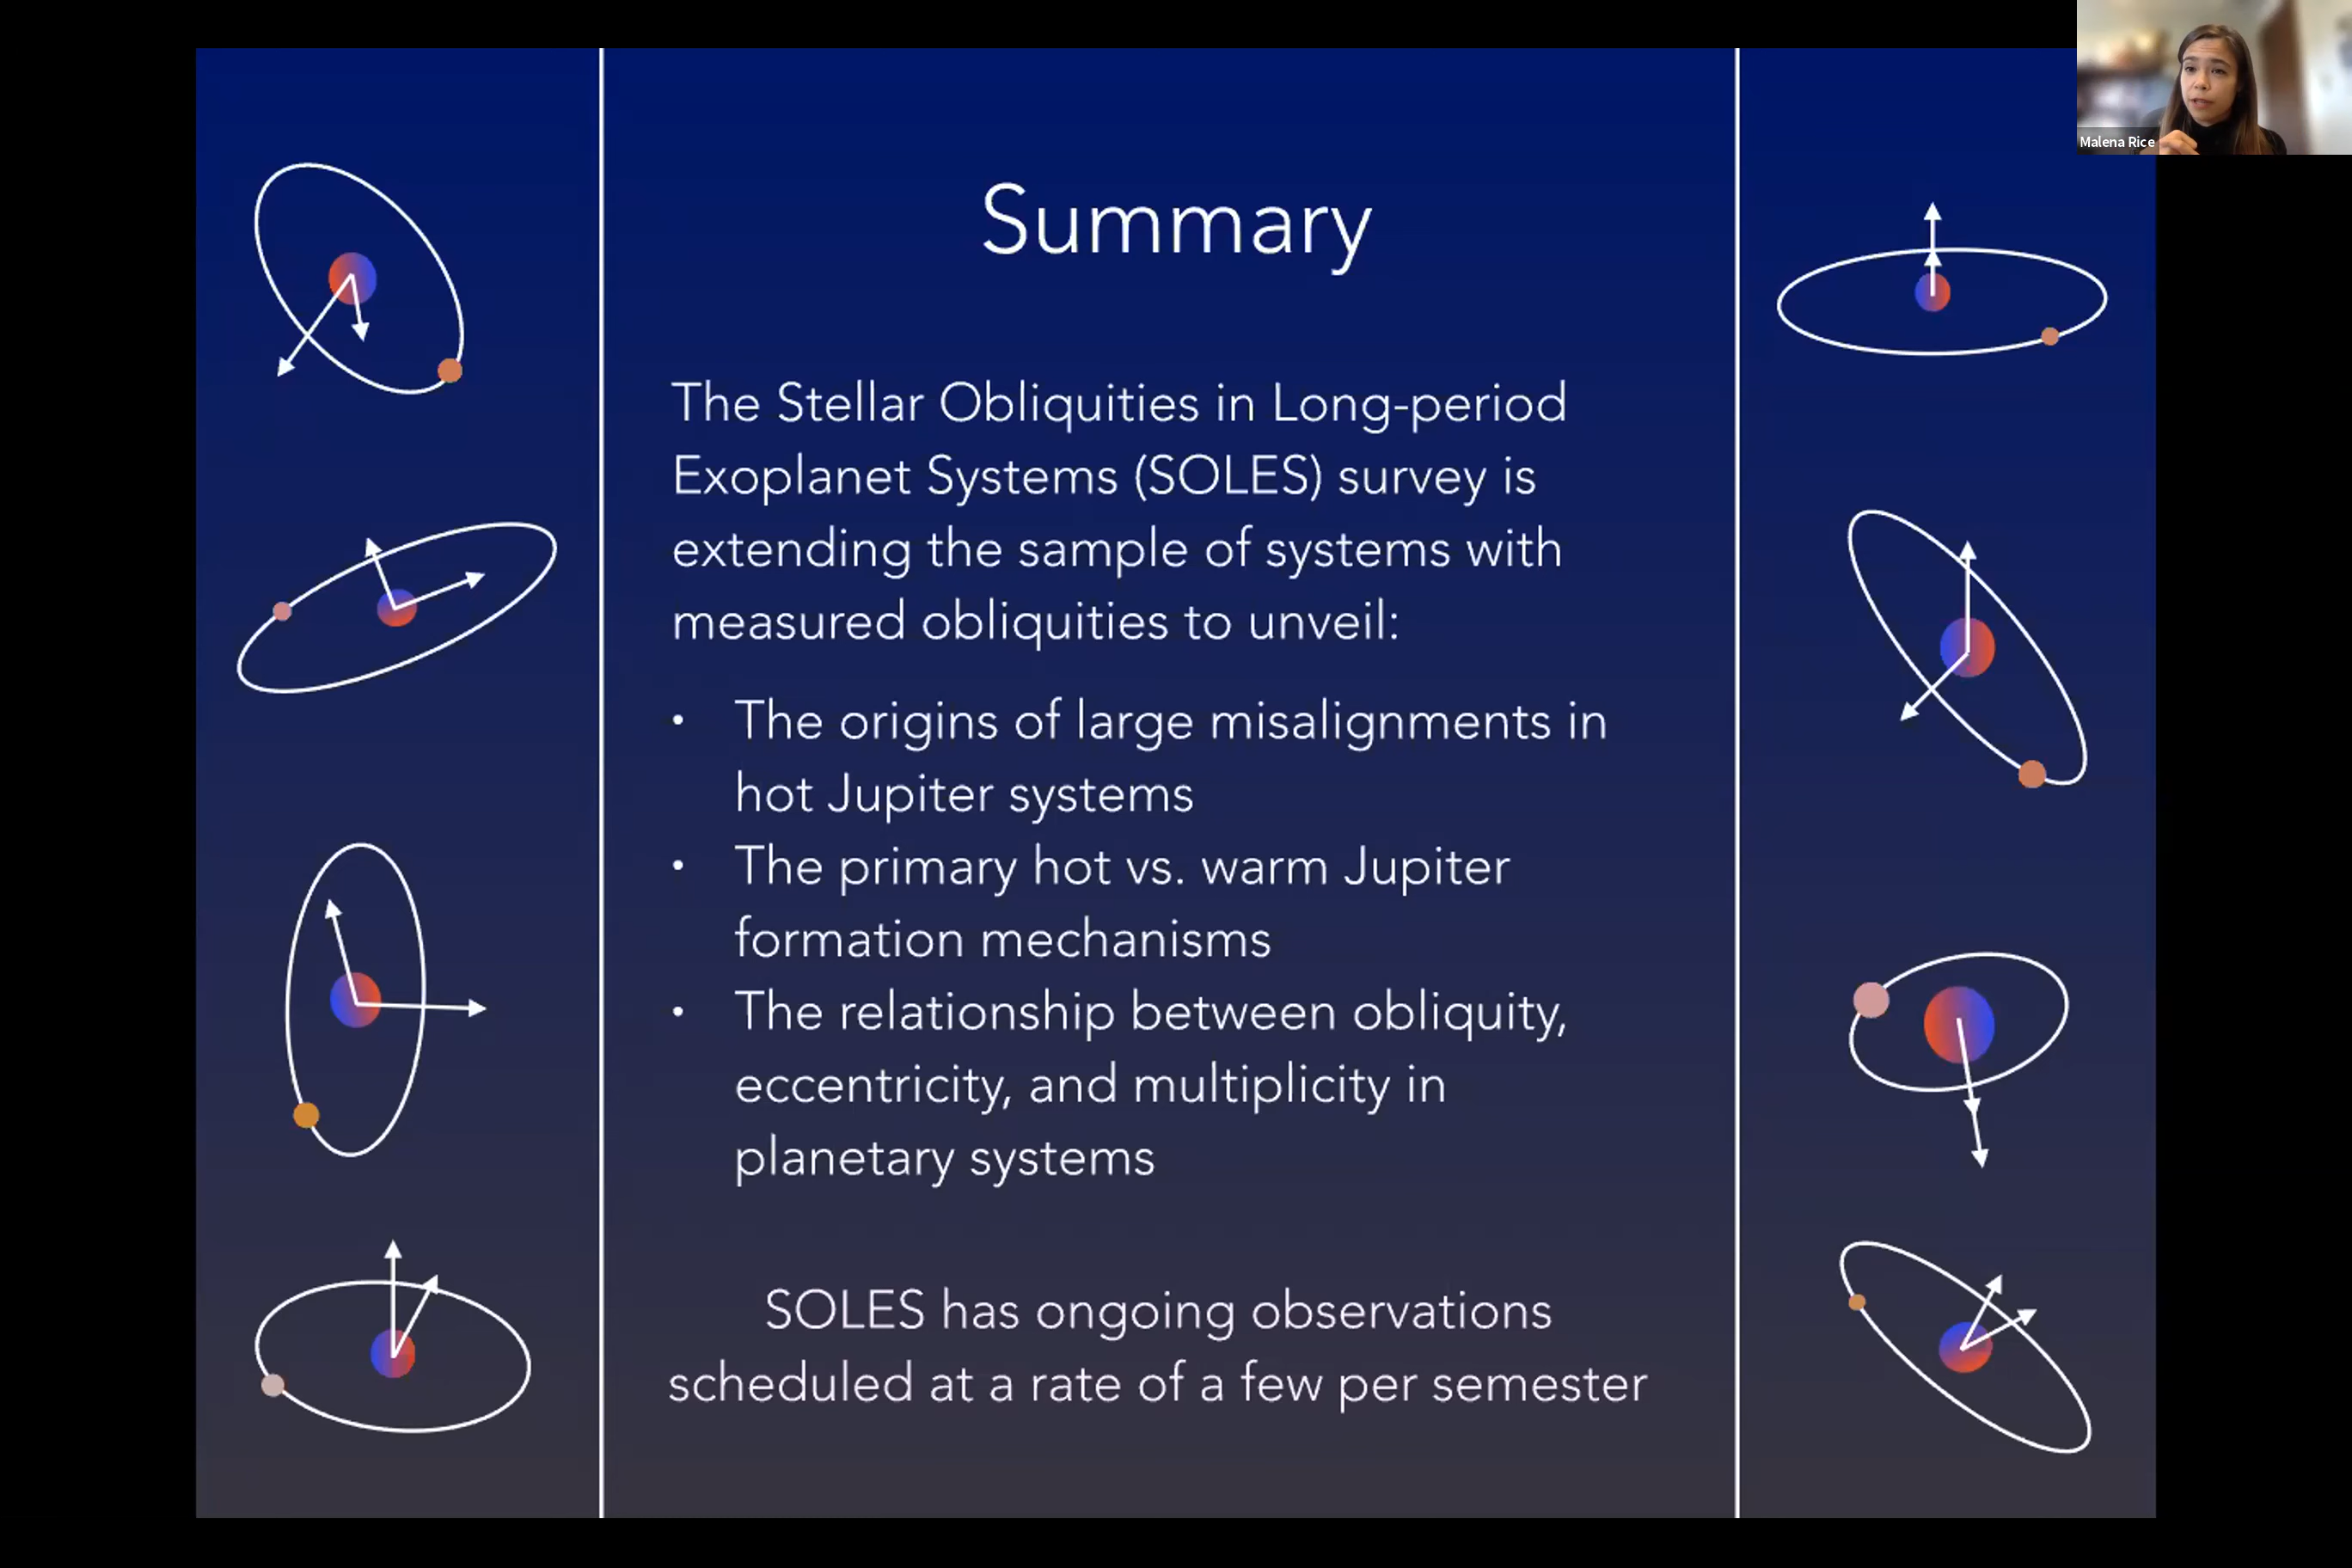 Malena Rice
Summary
The Stellar Obliquities in Long-period
Exoplanet Systems (SOLES) survey is
extending the sample of systems with
measured obliquities to unveil:
• The origins of large misalignments in
hot Jupiter systems
• The primary hot vs. warm Jupiter
formation mechanisms
• The relationship between obliquity,
eccentricity, and multiplicity in
planetary systems
SOLES has ongoing observations
scheduled at a rate of a few per semester